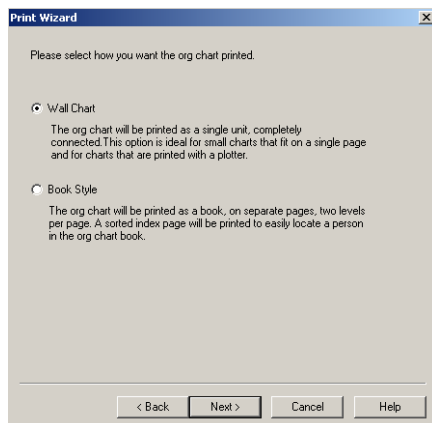 Print Wizard
Please select how you want the org chart printed.
Wall Chart
The org chart will be printed as a single unit, completely
connected.This option is ideal for small charts that fit on a single page
and for charts that are printed with a plotter.
Book Style
The org chart will be printed as a book, on separate pages, two levels
per page. A sorted index page will be printed to easily locate a person
in the org chart book.
< Back Next > Cancel Help